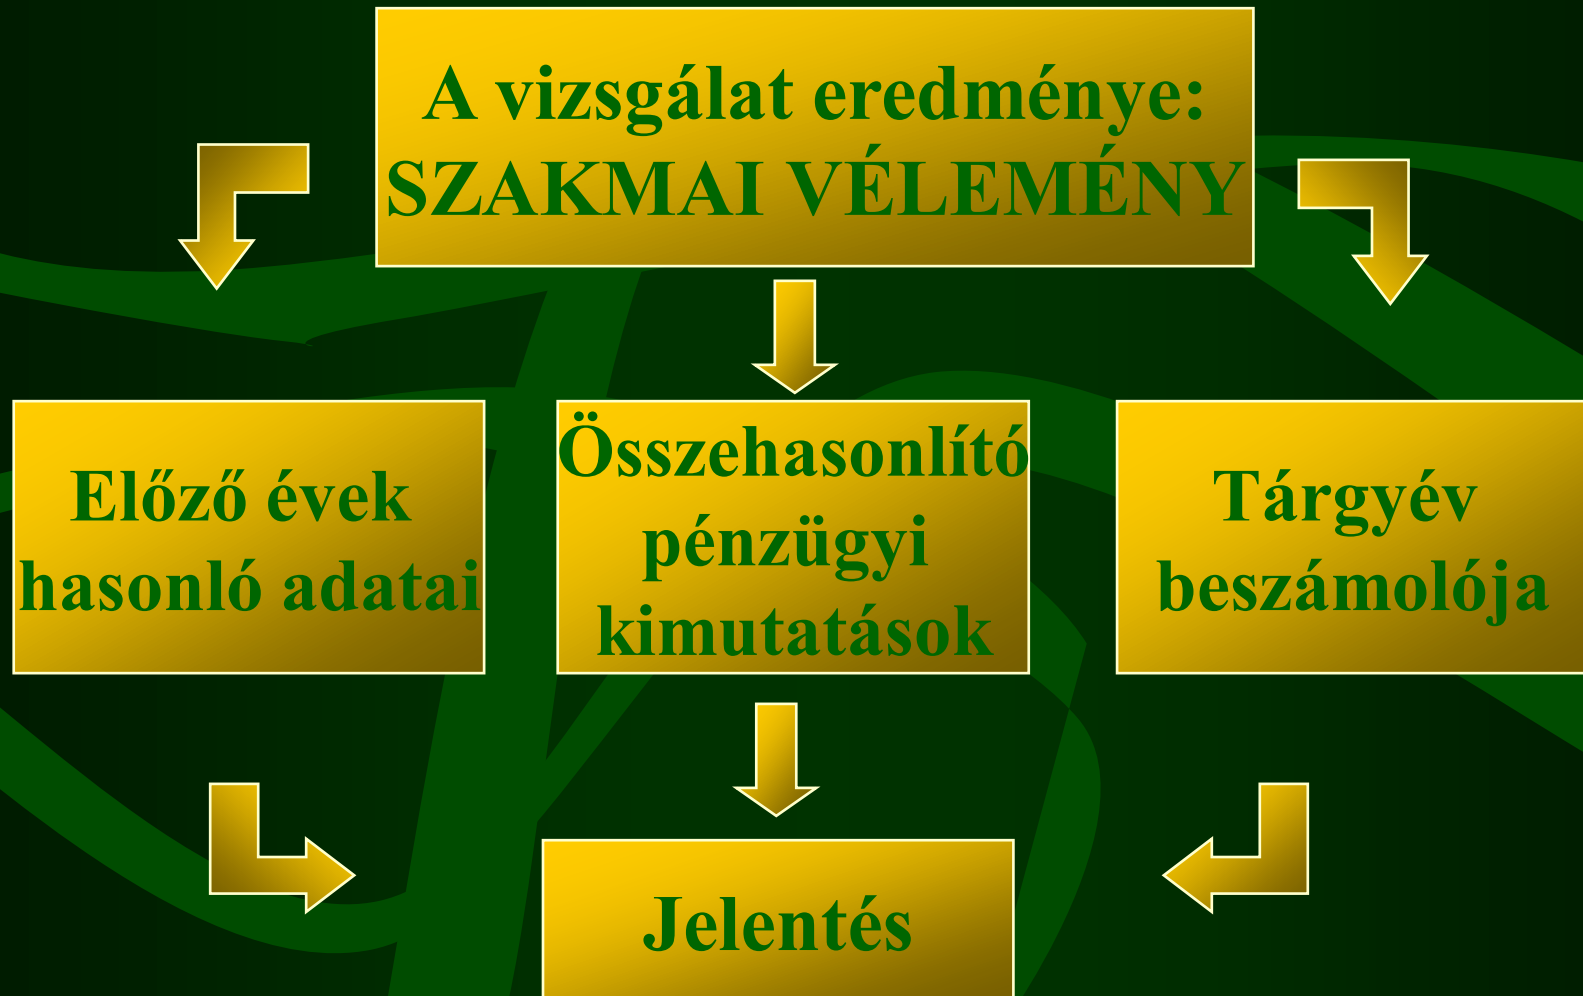 A vizsgálat eredménye:
SZAKMAI VÉLEMÉNY
Előző évek
hasonló adatai
Összehasonlító
pénzügyi
kimutatások
Tárgyév
beszámolója
Jelentés